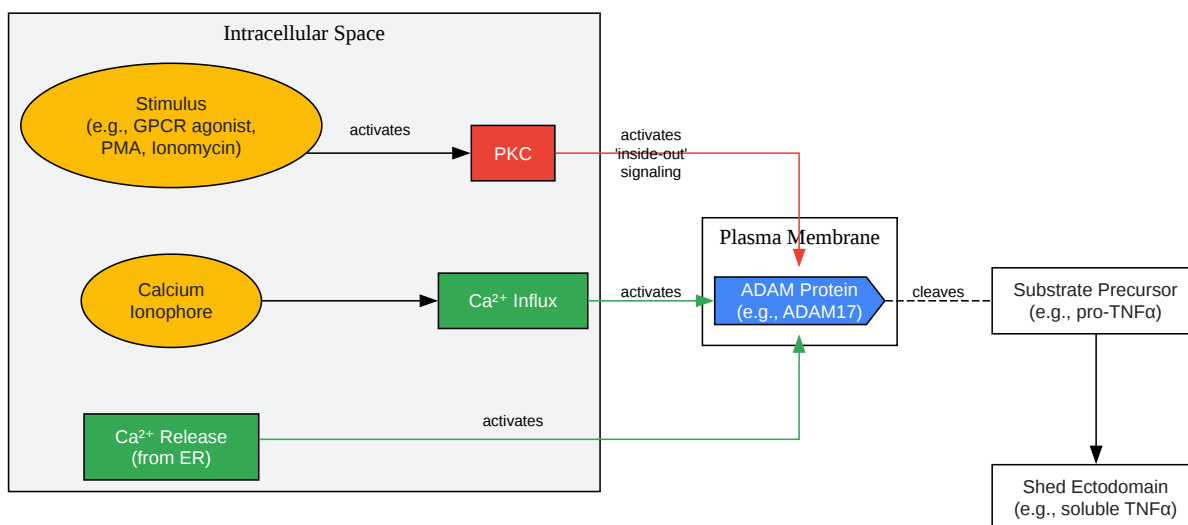 Intracellular Space
Stimulus
(e.g., GPCR agonist,
PMA, Ionomycin)
activates
PKC
activates
'inside-out'
signaling
Plasma Membrane
Calcium
Ionophore
Ca²⁺ Influx
activates
ADAM Protein
(e.g., ADAM17)
cleaves
Substrate Precursor
(e.g., pro-TNFα)
Ca²⁺ Release
(from ER)
activates
Shed Ectodomain
(e.g., soluble TNFα)